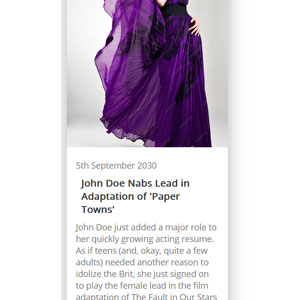 5th September 2030
John Doe Nabs Lead in
Adaptation of 'Paper
Towns'
John Doe just added a major role to
her quickly growing acting resume.
As if teens (and, okay, quite a few
adults) needed another reason to
idolize the Brit, she just signed on
to play the female lead in the film
adaptation of The Fault in Our Stars